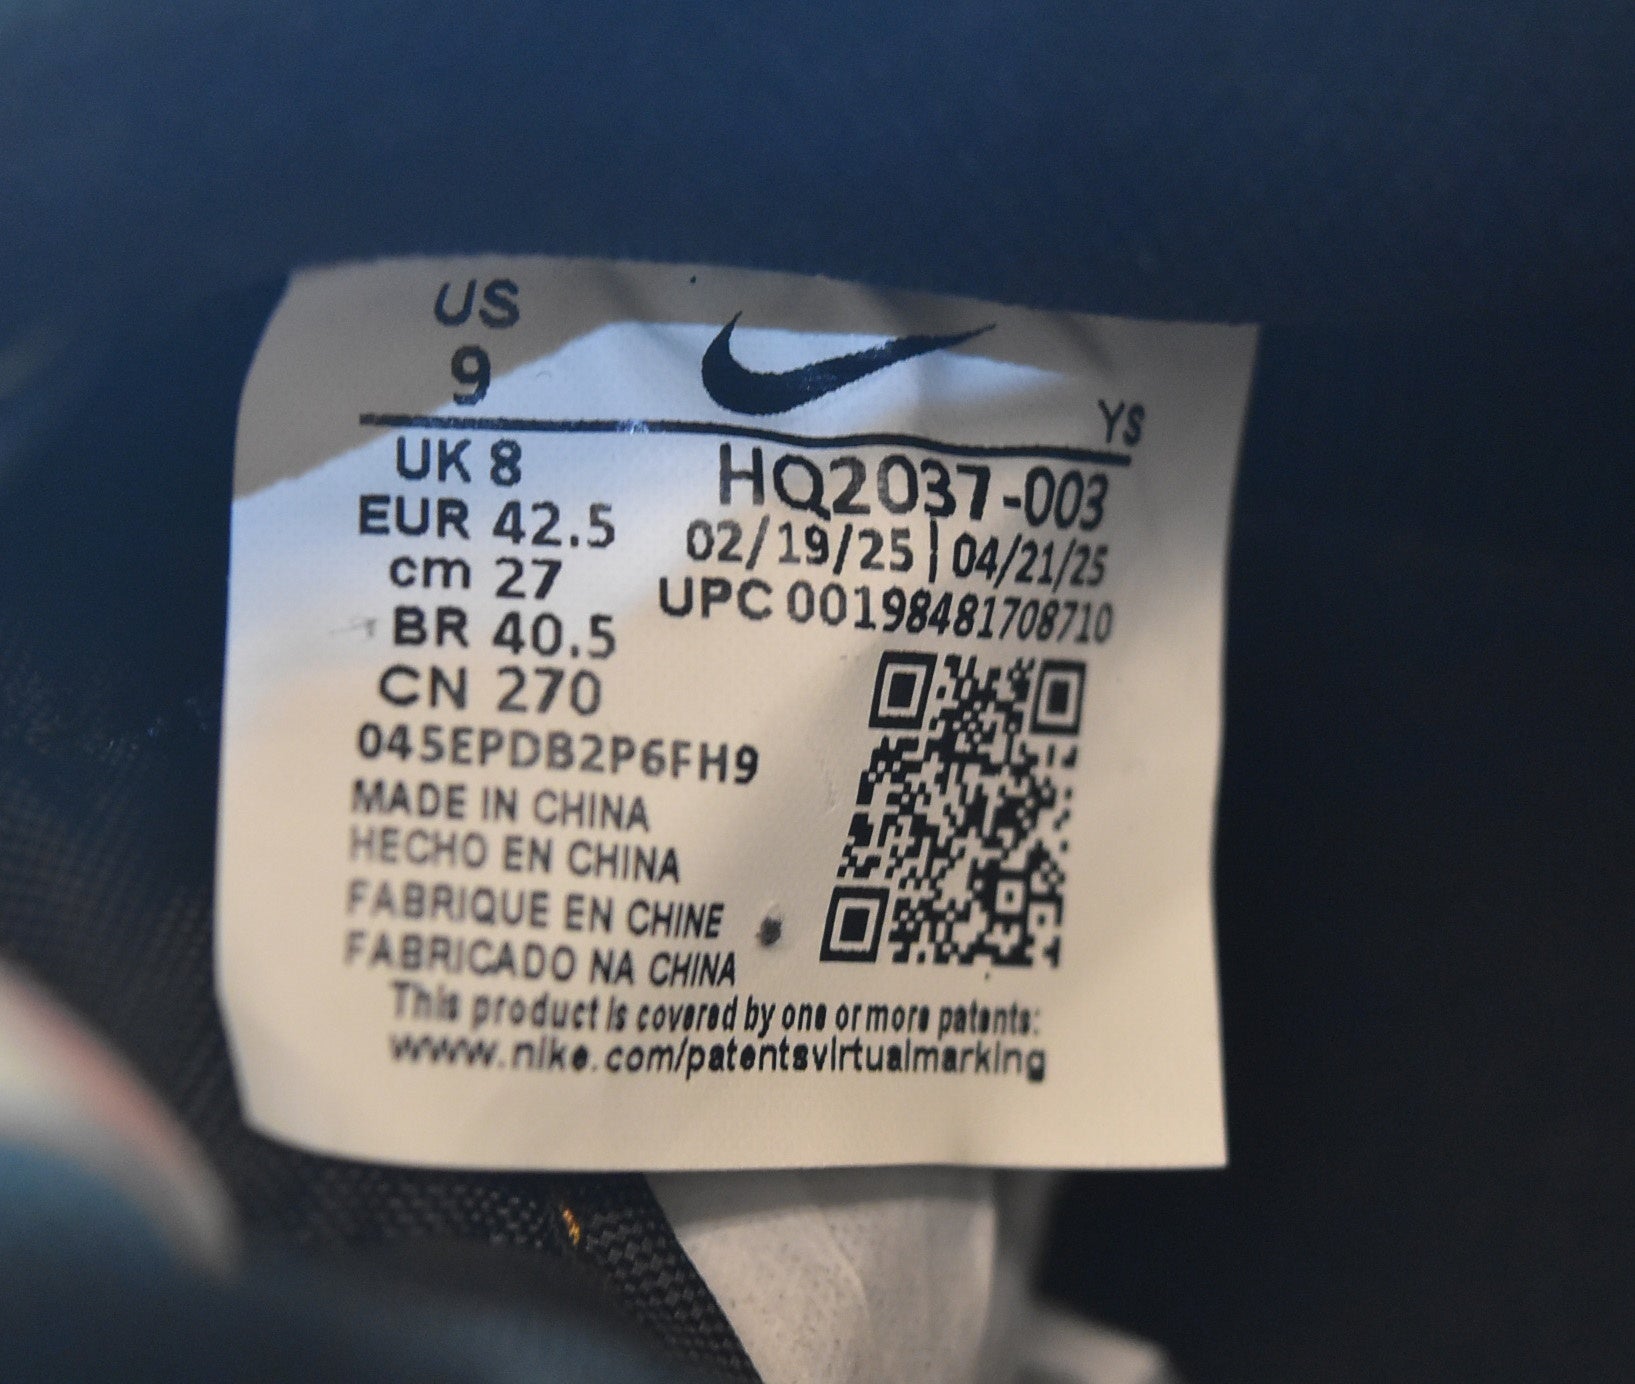 US
9
YS
UK 8
HQ2037-003
EUR 42.5
02/19/25 | 04/21/25
cm 27
UPC 001984817087​10
BR 40.5
CN 270
045EPDB2P6FH9
MADE IN CHINA
HECHO EN CHINA
FABRIQUE EN CHINE
FABRICADO NA CHINA
This product is covered by one or more patents:
www.nike.com/patentsvirtualmarking